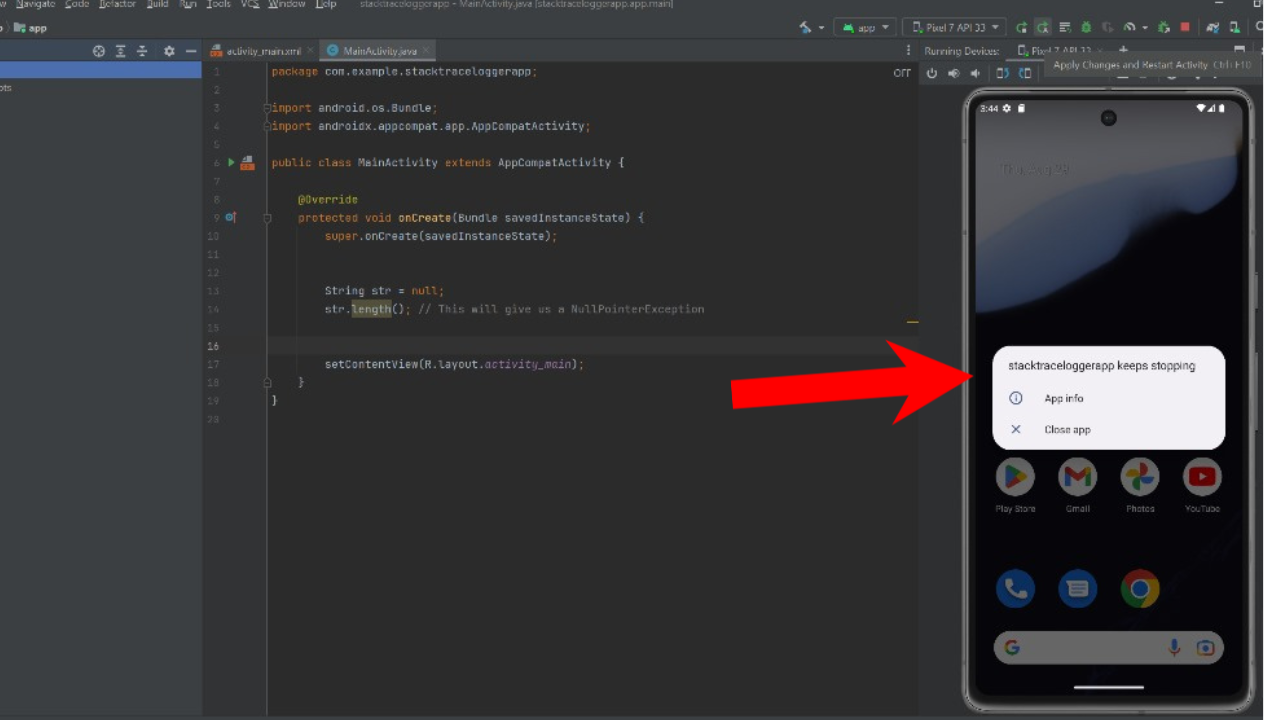 Navigate Code Refactor Build Run Tools VCS Window Help stacktraceloggerapp - MainActivity.java [stacktraceloggerapp.app.main]
app
app
Pixel 7 API 33
activity_main.xml
MainActivity.java
Running Devices:
Pixel 7 API 33
Apply Changes and Restart Activity Ctrl+F10
OFF
1 package com.example.stacktraceloggerapp;
2
3 import android.os.Bundle;
4 import androidx.appcompat.app.AppCompatActivity;
5
6 public class MainActivity extends AppCompatActivity {
7
8 @Override
9 protected void onCreate(Bundle savedInstanceState) {
10 super.onCreate(savedInstanceState);
11
12
13 String str = null;
14 str.length(); // This will give us a NullPointerException
15
16
17 setContentView(R.layout.activity_main);
18 }
19 }
20
3:44
stacktraceloggerapp keeps stopping
App info
Close app
Play Store
Gmail
Photos
YouTube